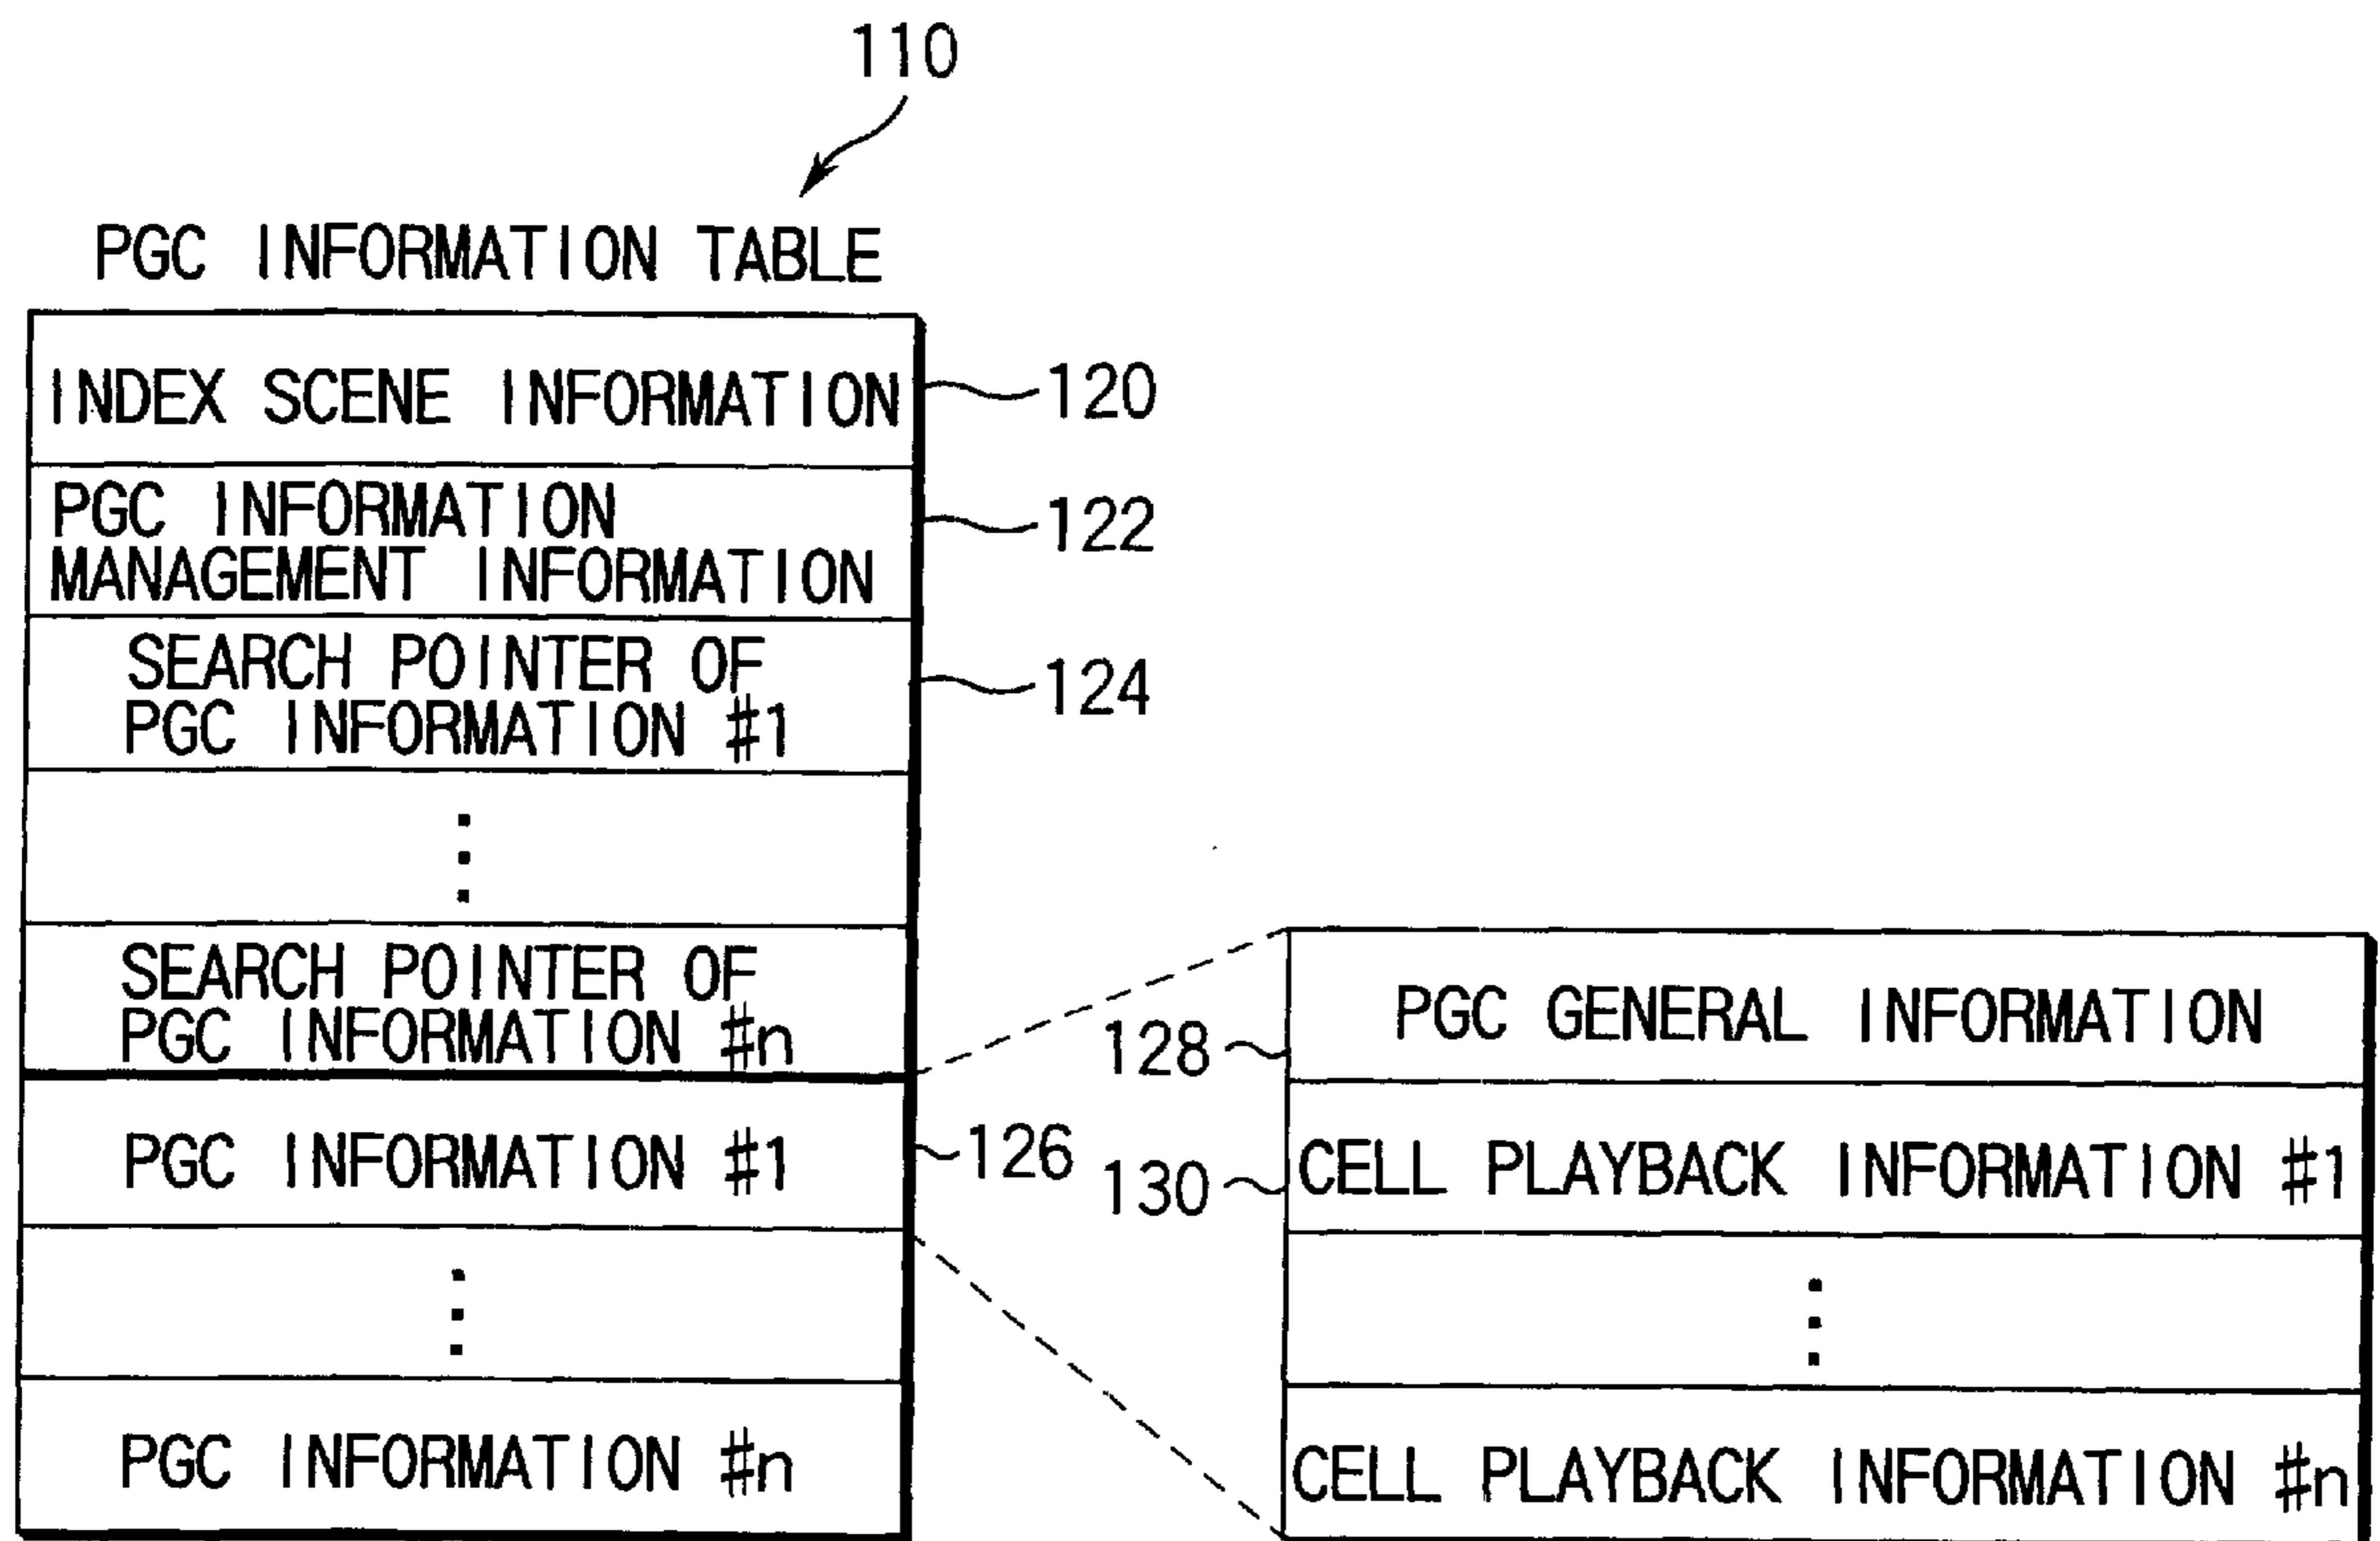 110
PGC INFORMATION TABLE
INDEX SCENE INFORMATION
120
PGC INFORMATION
MANAGEMENT INFORMATION
122
SEARCH POINTER OF
PGC INFORMATION #1
124
SEARCH POINTER OF
PGC INFORMATION #n
PGC INFORMATION #1
126
PGC INFORMATION #n
128
PGC GENERAL INFORMATION
130
CELL PLAYBACK INFORMATION #1
CELL PLAYBACK INFORMATION #n